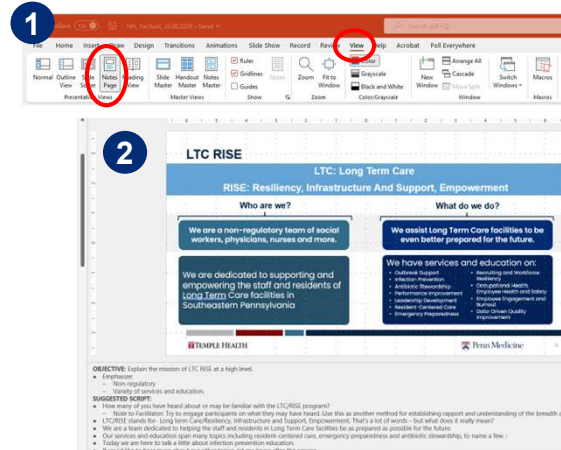 1
View
File Home Insert Draw Design Transitions Animations Slide Show Record Review View Help Acrobat Poll Everywhere
Normal Outline View Slide Sorter Notes Page Reading View
Slide Master Handout Master Notes Master
Ruler
Gridlines
Guides
Notes
Zoom Fit to Window
Color
Grayscale
Black and White
New Window
Arrange All
Cascade
Move Split
Switch Windows
Macros
Presentation Views Master Views Show Zoom Color/Grayscale Window Macros
2
LTC RISE
LTC: Long Term Care
RISE: Resiliency, Infrastructure And Support, Empowerment
Who are we?
What do we do?
We are a non-regulatory team of social
workers, physicians, nurses and more.
We assist Long Term Care facilities to be
even better prepared for the future.
We are dedicated to supporting and
empowering the staff and residents of
Long Term Care facilities in
Southeastern Pennsylvania
We have services and education on:
• Outbreak Support
• Infection Prevention
• Antibiotic Stewardship
• Performance Improvement
• Leadership Development
• Resident-Centered Care
• Emergency Preparedness
• Recruiting and Workforce
Resiliency
• Occupational Health,
Employee Health and Safety
• Employee Engagement and
Burnout
• Data-Driven Quality
Improvement
TEMPLE HEALTH
Penn Medicine
OBJECTIVE: Explain the mission of LTC RISE at a high level.
• Emphasize:
– Non-regulatory
– Variety of services and education.
SUGGESTED SCRIPT:
• How many of you have heard about or may be familiar with the LTC/RISE program?
– Note to Facilitator: Try to engage participants on what they may have heard. Use this as another method for establishing rapport and understanding of the breadth
• LTC/RISE stands for- Long term Care/Resiliency, Infrastructure and Support, Empowerment. That's a lot of words – but what does it really mean?
• We are a team dedicated to helping the staff and residents in Long Term Care facilities be as prepared as possible for the future.
• Our services and education span many topics including resident-centered care, emergency preparedness and antibiotic stewardship, to name a few.
• Today we are here to talk a little about infection prevention education.